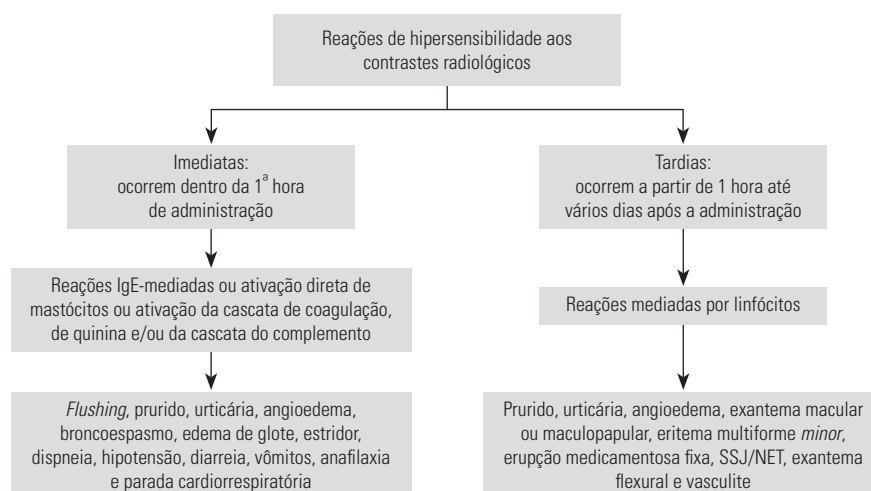 Reações de hipersensibilidade aos
contrastes radiológicos
Imediatas:
ocorrem dentro da 1ª hora
de administração
Tardias:
ocorrem a partir de 1 hora até
vários dias após a administração
Reações IgE-mediadas ou ativação direta de
mastócitos ou ativação da cascata de coagulação,
de quinina e/ou da cascata do complemento
Reações mediadas por linfócitos
Flushing, prurido, urticária, angioedema,
broncoespasmo, edema de glote, estridor,
dispneia, hipotensão, diarreia, vômitos, anafilaxia
e parada cardiorrespiratória
Prurido, urticária, angioedema, exantema macular
ou maculopapular, eritema multiforme minor,
erupção medicamentosa fixa, SSJ/NET, exantema
flexural e vasculite